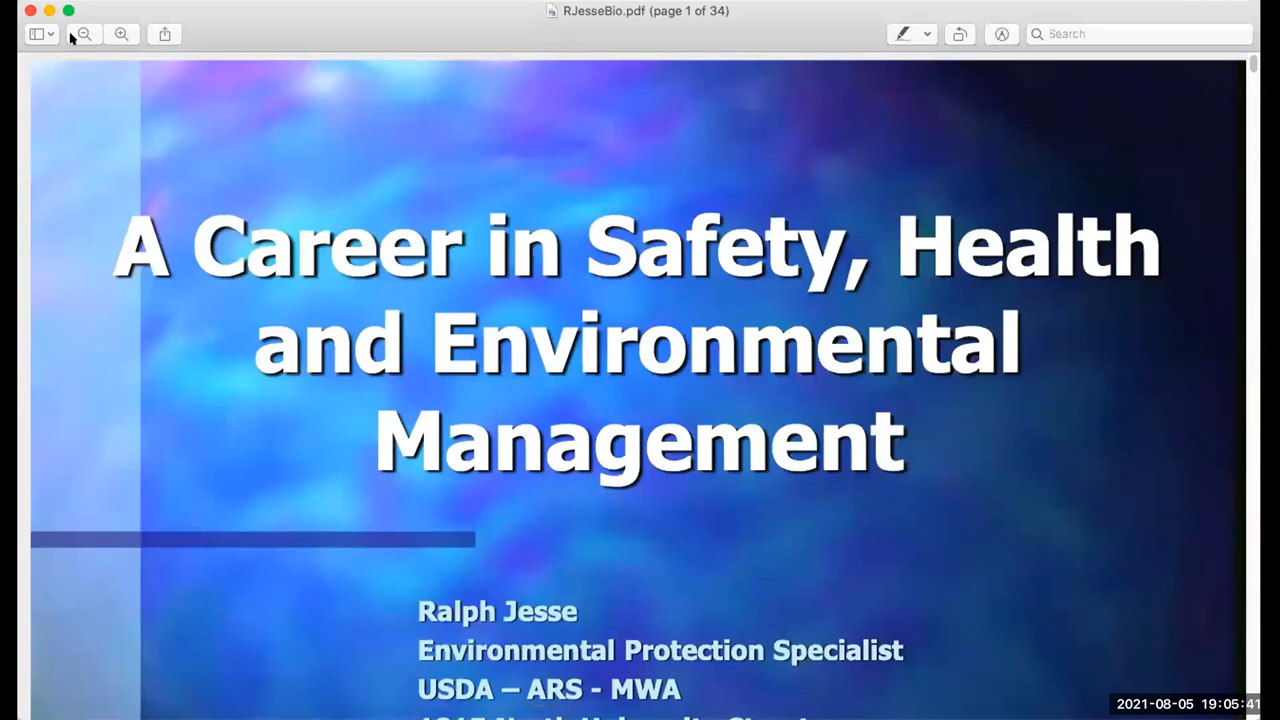 RJesseBio.pdf (page 1 of 34)
Search
A Career in Safety, Health
and Environmental
Management
Ralph Jesse
Environmental Protection Specialist
USDA – ARS - MWA
2021-08-05 19:05:41